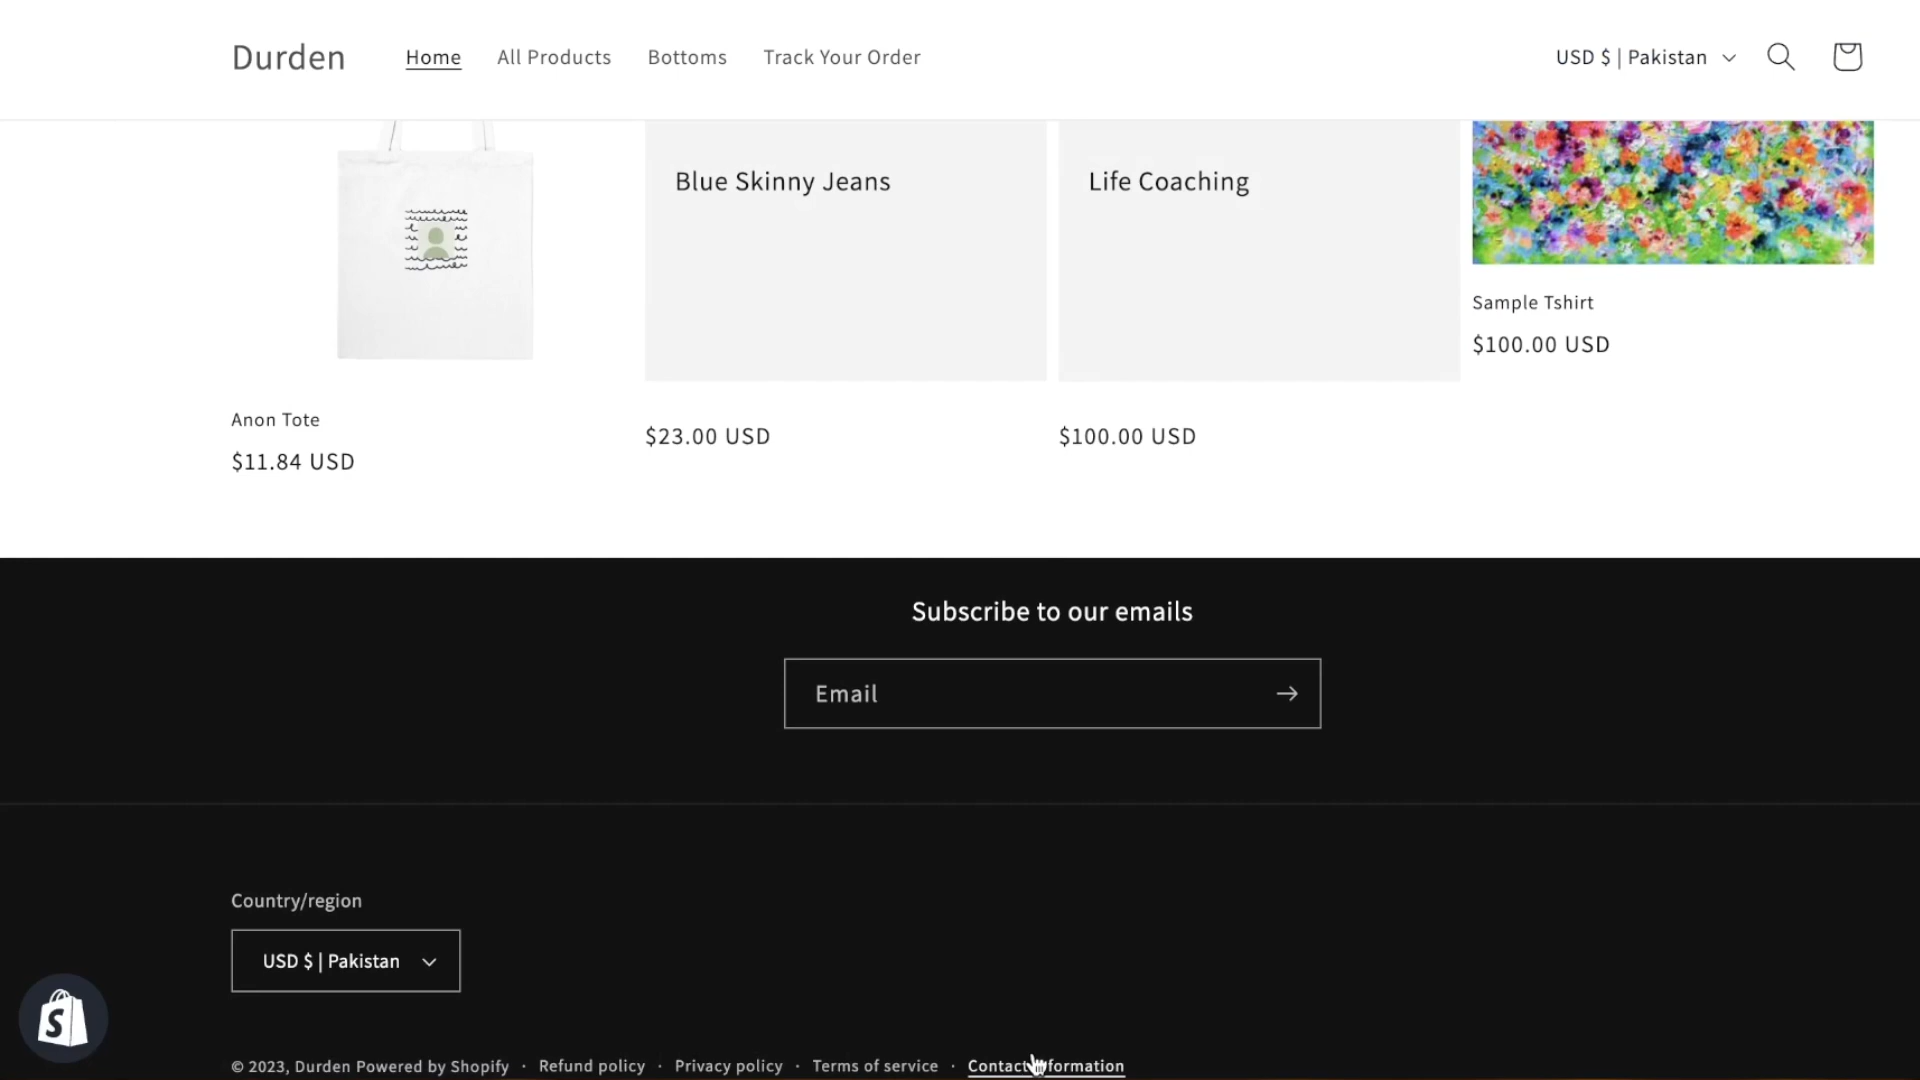 Durden
Home
All Products
Bottoms
Track Your Order
USD $ | Pakistan
Blue Skinny Jeans
Life Coaching
Sample Tshirt
$100.00 USD
Anon Tote
$11.84 USD
$23.00 USD
$100.00 USD
Subscribe to our emails
Email
Country/region
USD $ | Pakistan
© 2023, Durden Powered by Shopify · Refund policy · Privacy policy · Terms of service · Contact information